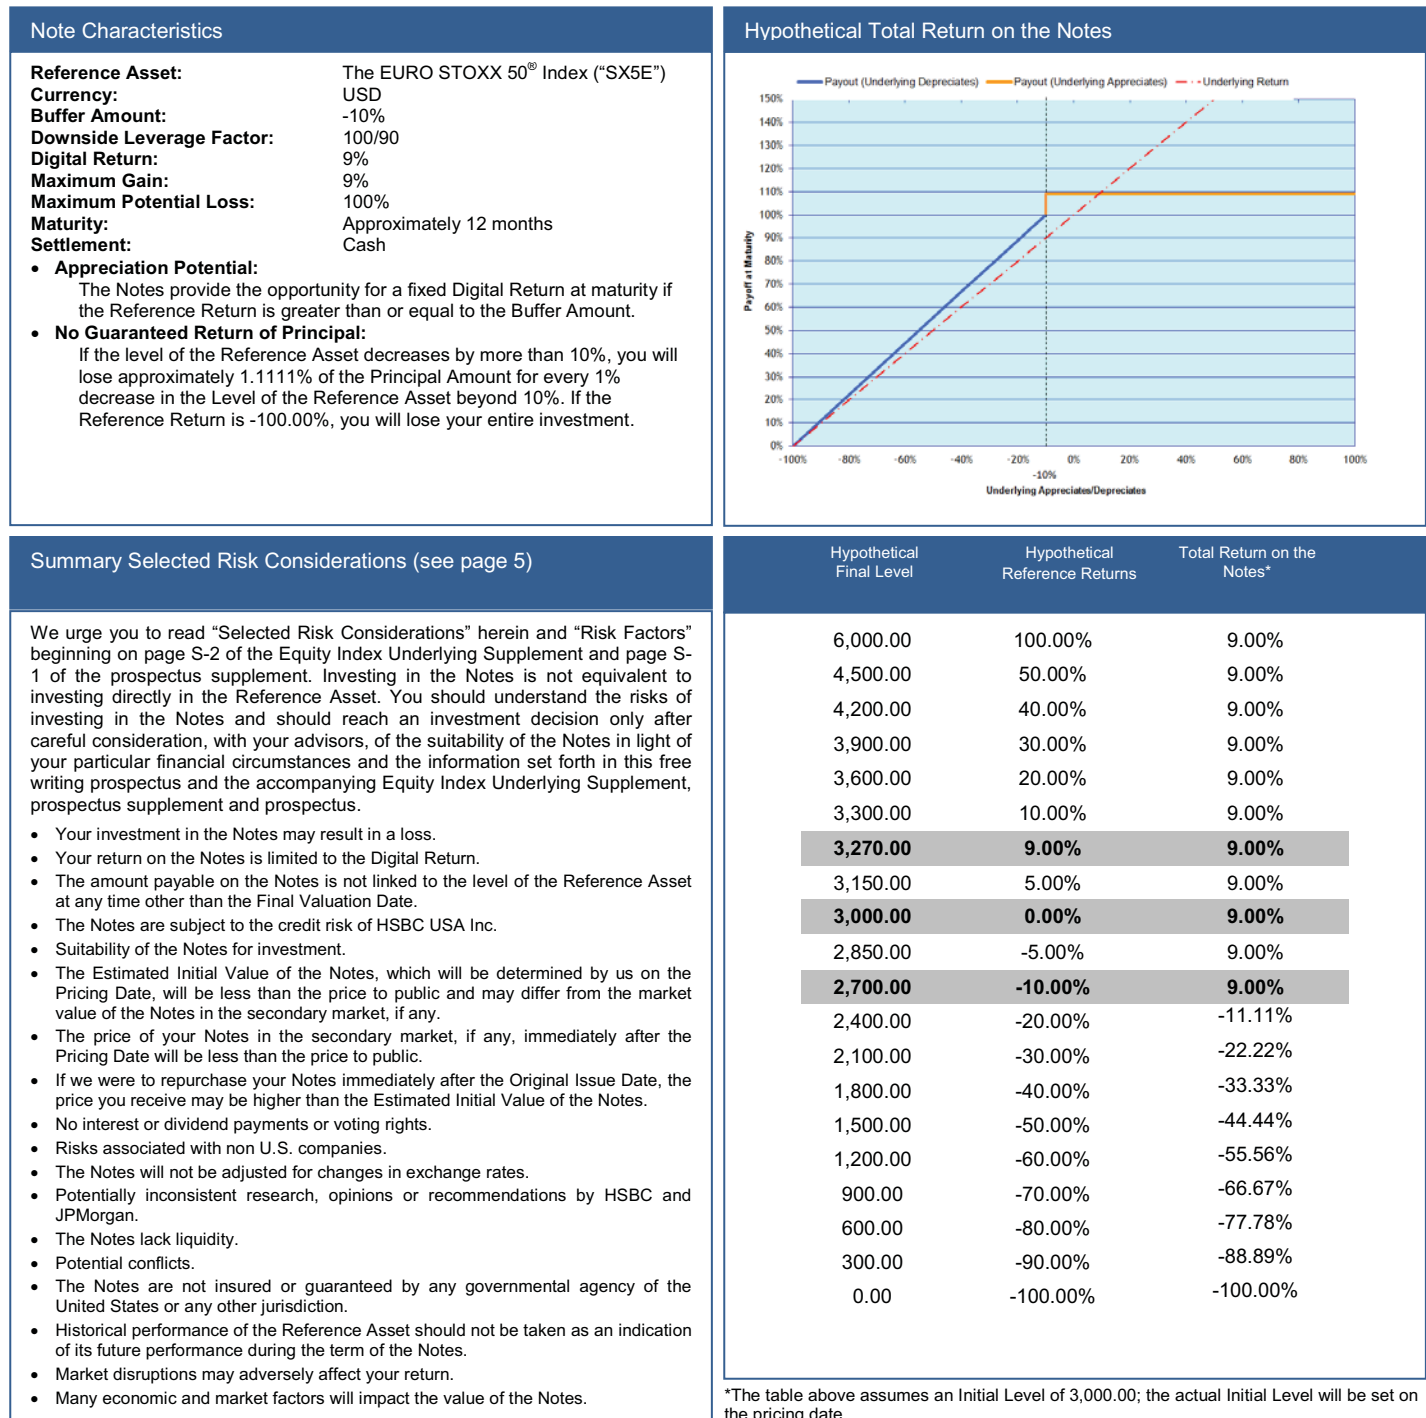 Note Characteristics
Reference Asset: The EURO STOXX 50® Index (“SX5E”)
Currency: USD
Buffer Amount: -10%
Downside Leverage Factor: 100/90
Digital Return: 9%
Maximum Gain: 9%
Maximum Potential Loss: 100%
Maturity: Approximately 12 months
Settlement: Cash
• Appreciation Potential:
The Notes provide the opportunity for a fixed Digital Return at maturity if
the Reference Return is greater than or equal to the Buffer Amount.
• No Guaranteed Return of Principal:
If the level of the Reference Asset decreases by more than 10%, you will
lose approximately 1.1111% of the Principal Amount for every 1%
decrease in the Level of the Reference Asset beyond 10%. If the
Reference Return is -100.00%, you will lose your entire investment.
Hypothetical Total Return on the Notes
Payout (Underlying Depreciates) Payout (Underlying Appreciates) Underlying Return
150%
140%
130%
120%
110%
100%
90%
80%
70%
60%
50%
40%
30%
20%
10%
0%
Payoff at Maturity
-100% -80% -60% -40% -20% 0% 20% 40% 60% 80% 100%
-10%
Underlying Appreciates/Depreciates
Summary Selected Risk Considerations (see page 5)
We urge you to read “Selected Risk Considerations” herein and “Risk Factors”
beginning on page S-2 of the Equity Index Underlying Supplement and page S-
1 of the prospectus supplement. Investing in the Notes is not equivalent to
investing directly in the Reference Asset. You should understand the risks of
investing in the Notes and should reach an investment decision only after
careful consideration, with your advisors, of the suitability of the Notes in light of
your particular financial circumstances and the information set forth in this free
writing prospectus and the accompanying Equity Index Underlying Supplement,
prospectus supplement and prospectus.
• Your investment in the Notes may result in a loss.
• Your return on the Notes is limited to the Digital Return.
• The amount payable on the Notes is not linked to the level of the Reference Asset
at any time other than the Final Valuation Date.
• The Notes are subject to the credit risk of HSBC USA Inc.
• Suitability of the Notes for investment.
• The Estimated Initial Value of the Notes, which will be determined by us on the
Pricing Date, will be less than the price to public and may differ from the market
value of the Notes in the secondary market, if any.
• The price of your Notes in the secondary market, if any, immediately after the
Pricing Date will be less than the price to public.
• If we were to repurchase your Notes immediately after the Original Issue Date, the
price you receive may be higher than the Estimated Initial Value of the Notes.
• No interest or dividend payments or voting rights.
• Risks associated with non U.S. companies.
• The Notes will not be adjusted for changes in exchange rates.
• Potentially inconsistent research, opinions or recommendations by HSBC and
JPMorgan.
• The Notes lack liquidity.
• Potential conflicts.
• The Notes are not insured or guaranteed by any governmental agency of the
United States or any other jurisdiction.
• Historical performance of the Reference Asset should not be taken as an indication
of its future performance during the term of the Notes.
• Market disruptions may adversely affect your return.
• Many economic and market factors will impact the value of the Notes.
Hypothetical Hypothetical Total Return on the
Final Level Reference Returns Notes*
6,000.00 100.00% 9.00%
4,500.00 50.00% 9.00%
4,200.00 40.00% 9.00%
3,900.00 30.00% 9.00%
3,600.00 20.00% 9.00%
3,300.00 10.00% 9.00%
3,270.00 9.00% 9.00%
3,150.00 5.00% 9.00%
3,000.00 0.00% 9.00%
2,850.00 -5.00% 9.00%
2,700.00 -10.00% 9.00%
2,400.00 -20.00% -11.11%
2,100.00 -30.00% -22.22%
1,800.00 -40.00% -33.33%
1,500.00 -50.00% -44.44%
1,200.00 -60.00% -55.56%
900.00 -70.00% -66.67%
600.00 -80.00% -77.78%
300.00 -90.00% -88.89%
0.00 -100.00% -100.00%
*The table above assumes an Initial Level of 3,000.00; the actual Initial Level will be set on
the pricing date